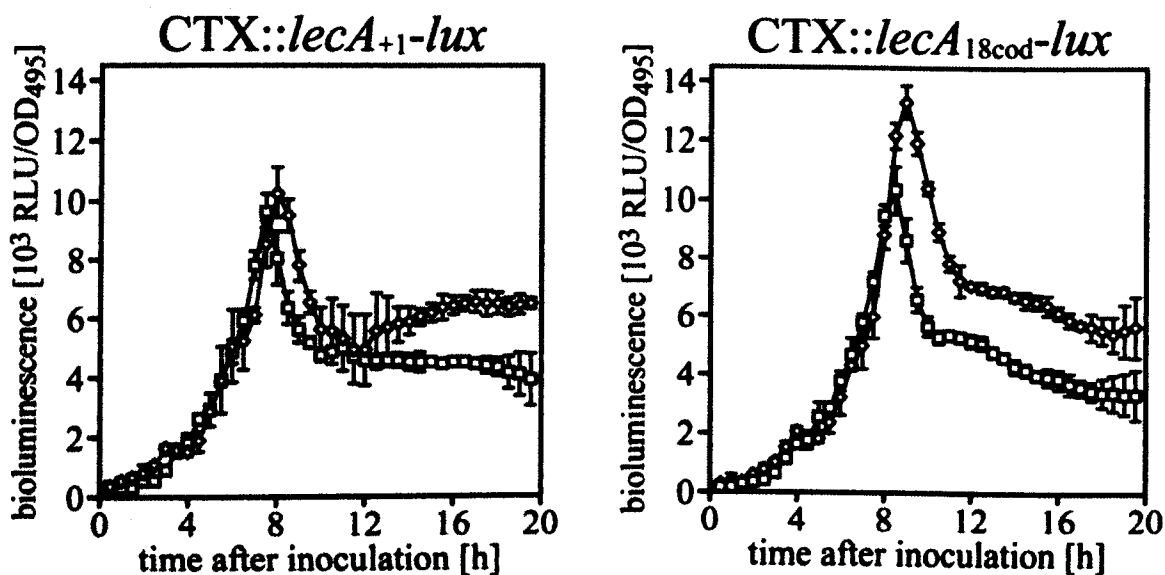 CTX::lecA+1-lux
CTX::lecA18cod-lux
bioluminescence [10³ RLU/OD495]
14
12
10
8
6
4
2
0
0 4 8 12 16 20
time after inoculation [h]
bioluminescence [10³ RLU/OD495]
14
12
10
8
6
4
2
0
0 4 8 12 16 20
time after inoculation [h]